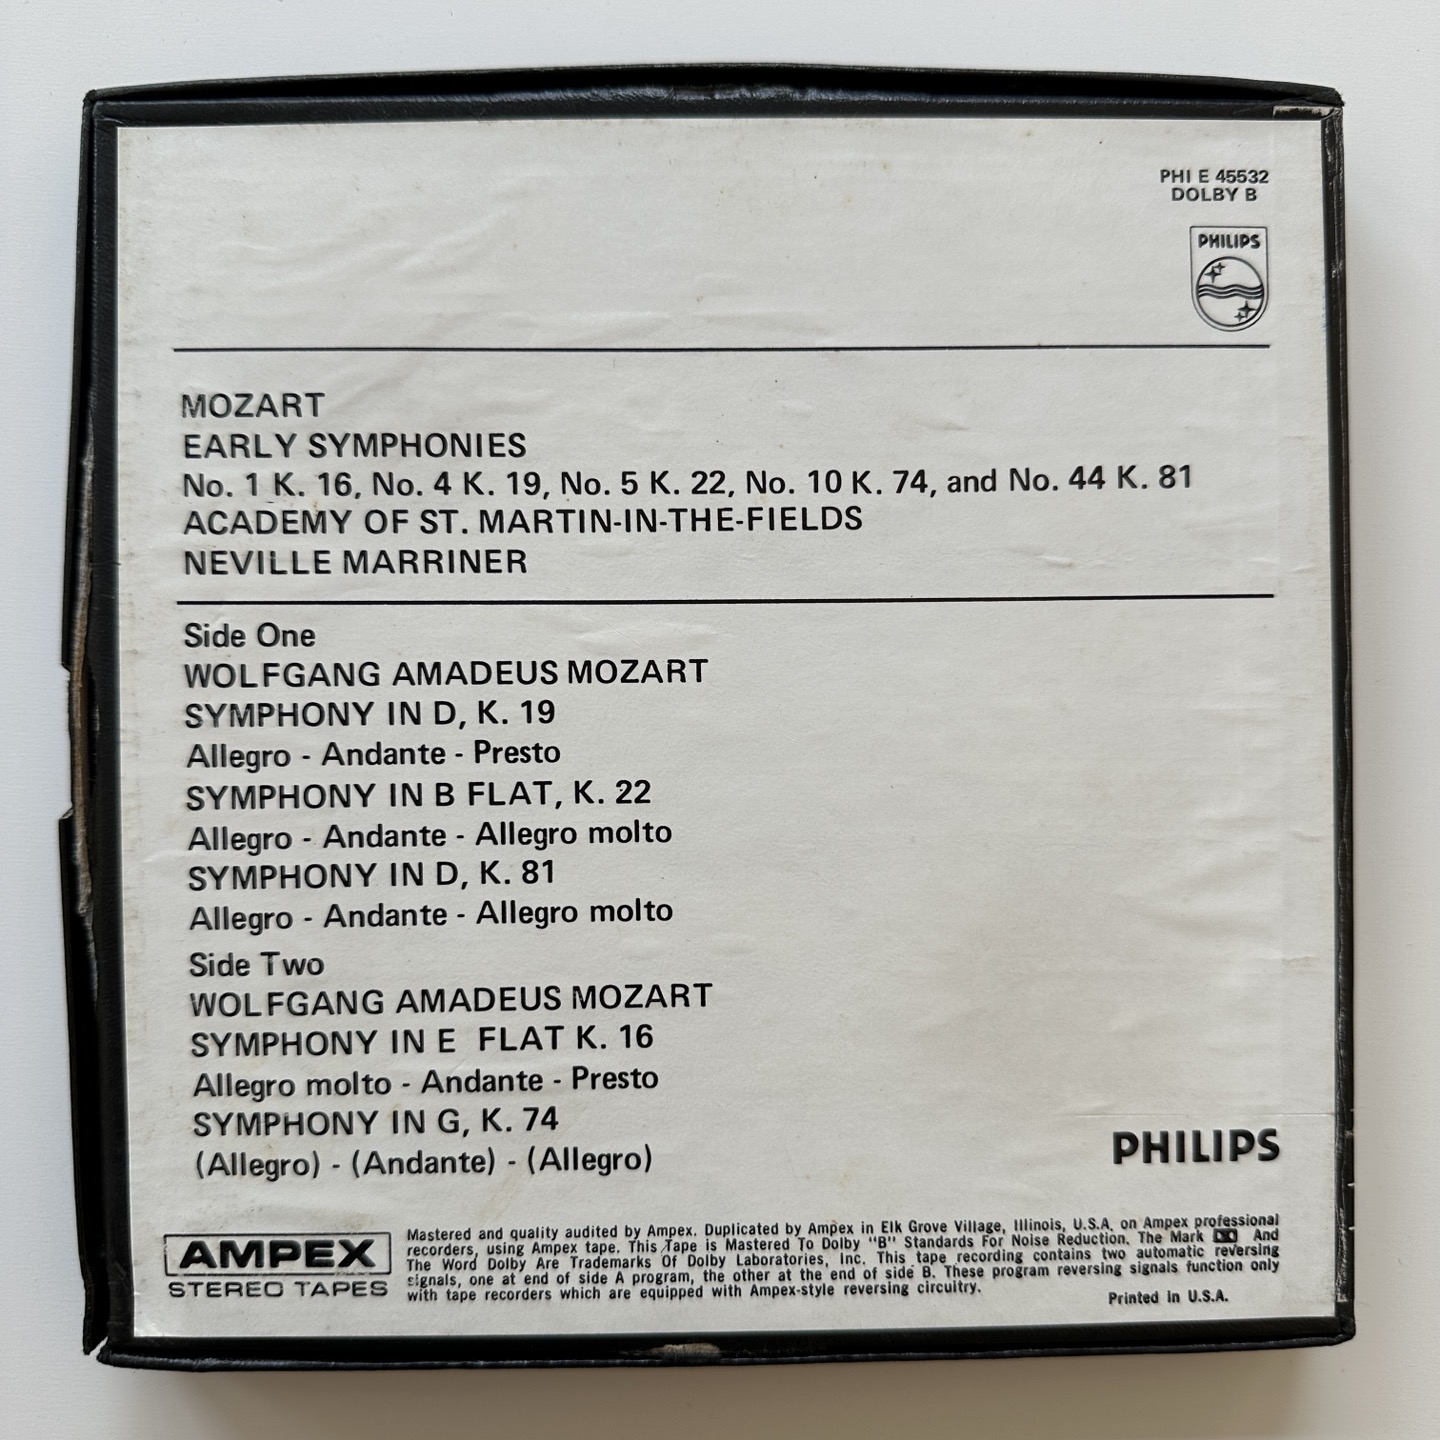 PHI E 45532
DOLBY B
PHILIPS
MOZART
EARLY SYMPHONIES
No. 1 K. 16, No. 4 K. 19, No. 5 K. 22, No. 10 K. 74, and No. 44 K. 81
ACADEMY OF ST. MARTIN-IN-THE-FIELDS
NEVILLE MARRINER
Side One
WOLFGANG AMADEUS MOZART
SYMPHONY IN D, K. 19
Allegro - Andante - Presto
SYMPHONY IN B FLAT, K. 22
Allegro - Andante - Allegro molto
SYMPHONY IN D, K. 81
Allegro - Andante - Allegro molto
Side Two
WOLFGANG AMADEUS MOZART
SYMPHONY IN E FLAT K. 16
Allegro molto - Andante - Presto
SYMPHONY IN G, K. 74
(Allegro) - (Andante) - (Allegro)
PHILIPS
AMPEX
STEREO TAPES
Mastered and quality audited by Ampex. Duplicated by Ampex in Elk Grove Village, Illinois, U.S.A. on Ampex professional
recorders, using Ampex tape. This Tape is Mastered To Dolby "B" Standards For Noise Reduction. The Mark And
The Word Dolby Are Trademarks Of Dolby Laboratories, Inc. This tape recording contains two automatic reversing
signals, one at end of side A program, the other at the end of side B. These program reversing signals function only
with tape recorders which are equipped with Ampex-style reversing circuitry.
Printed in U.S.A.